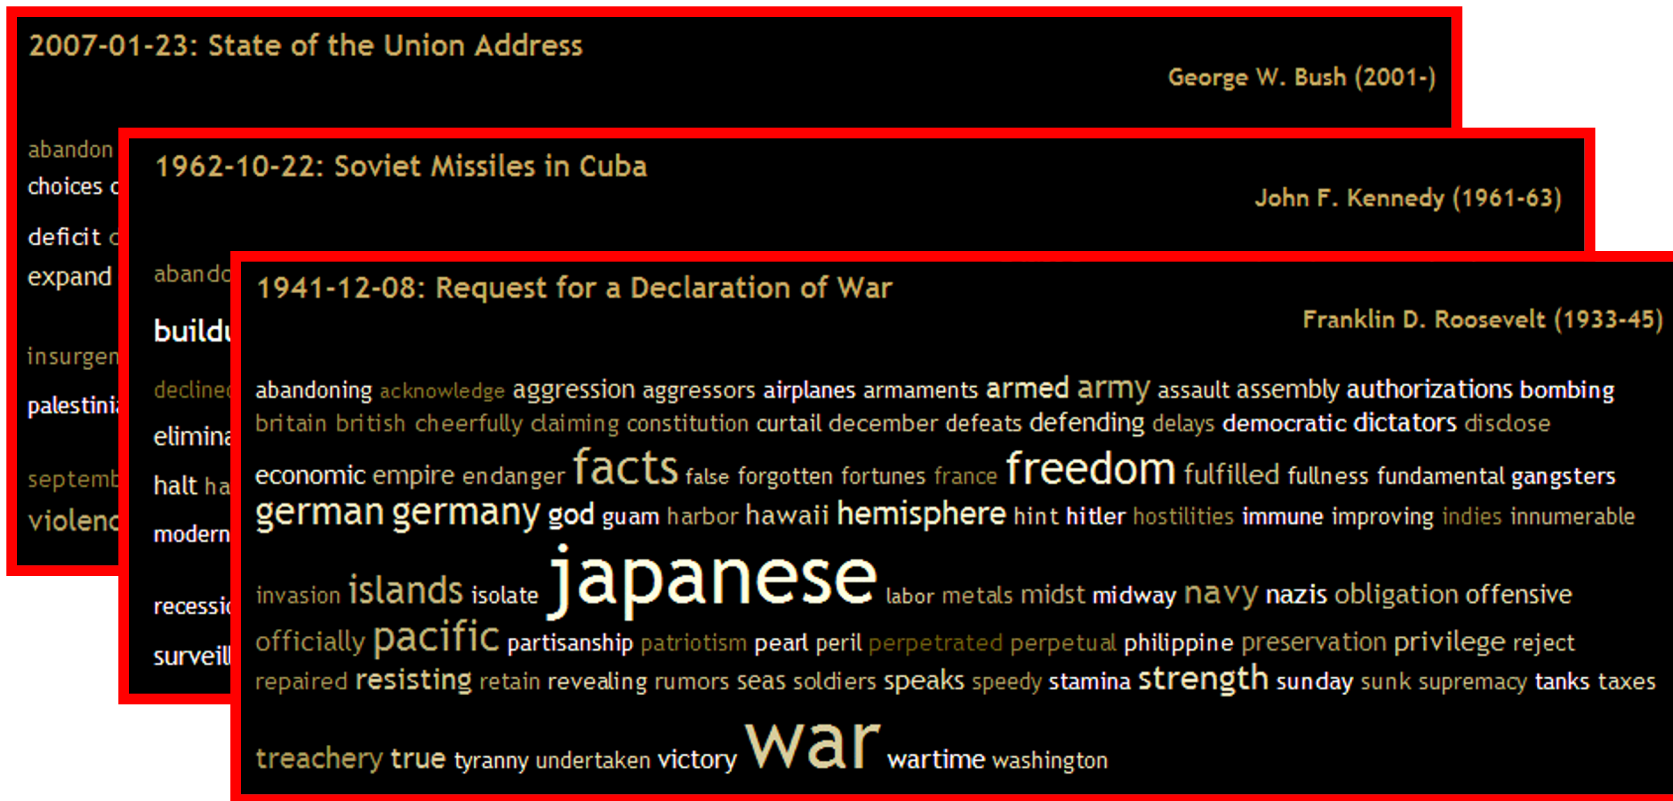 2007-01-23: State of the Union Address
George W. Bush (2001-)
abandon
choices
deficit
expand
palestini
septemb
violenc
1962-10-22: Soviet Missiles in Cuba
John F. Kennedy (1961-63)
abandon
buildu
declined
elimina
halt ha
modern
recessio
surveill
1941-12-08: Request for a Declaration of War
Franklin D. Roosevelt (1933-45)
abandoning acknowledge aggression aggressors airplanes armaments armed army assault assembly authorizations bombing
britain british cheerfully claiming constitution curtail december defeats defending delays democratic dictators disclose
economic empire endanger facts false forgotten fortunes france freedom fulfilled fullness fundamental gangsters
german germany god guam harbor hawaii hemisphere hint hitler hostilities immune improving indies innumerable
invasion islands isolate japanese labor metals midst midway navy nazis obligation offensive
officially pacific partisanship patriotism pearl peril perpetrated perpetual philippine preservation privilege reject
repaired resisting retain revealing rumors seas soldiers speaks speedy stamina strength sunday sunk supremacy tanks taxes
treachery true tyranny undertaken victory war wartime washington